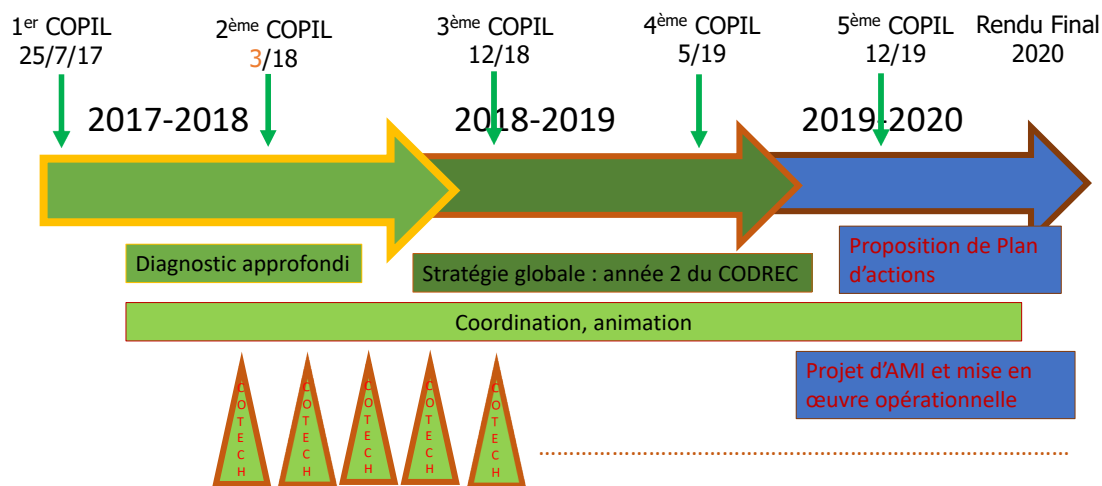 1er COPIL
25/7/17
2ème COPIL
3/18
3ème COPIL
12/18
4ème COPIL
5/19
5ème COPIL
12/19
Rendu Final
2020
2017-2018
2018-2019
2019-2020
Diagnostic approfondi
Stratégie globale : année 2 du CODREC
Proposition de Plan
d'actions
Coordination, animation
Projet d'AMI et mise en
œuvre opérationnelle
COTECH
COTECH
COTECH
COTECH
COTECH